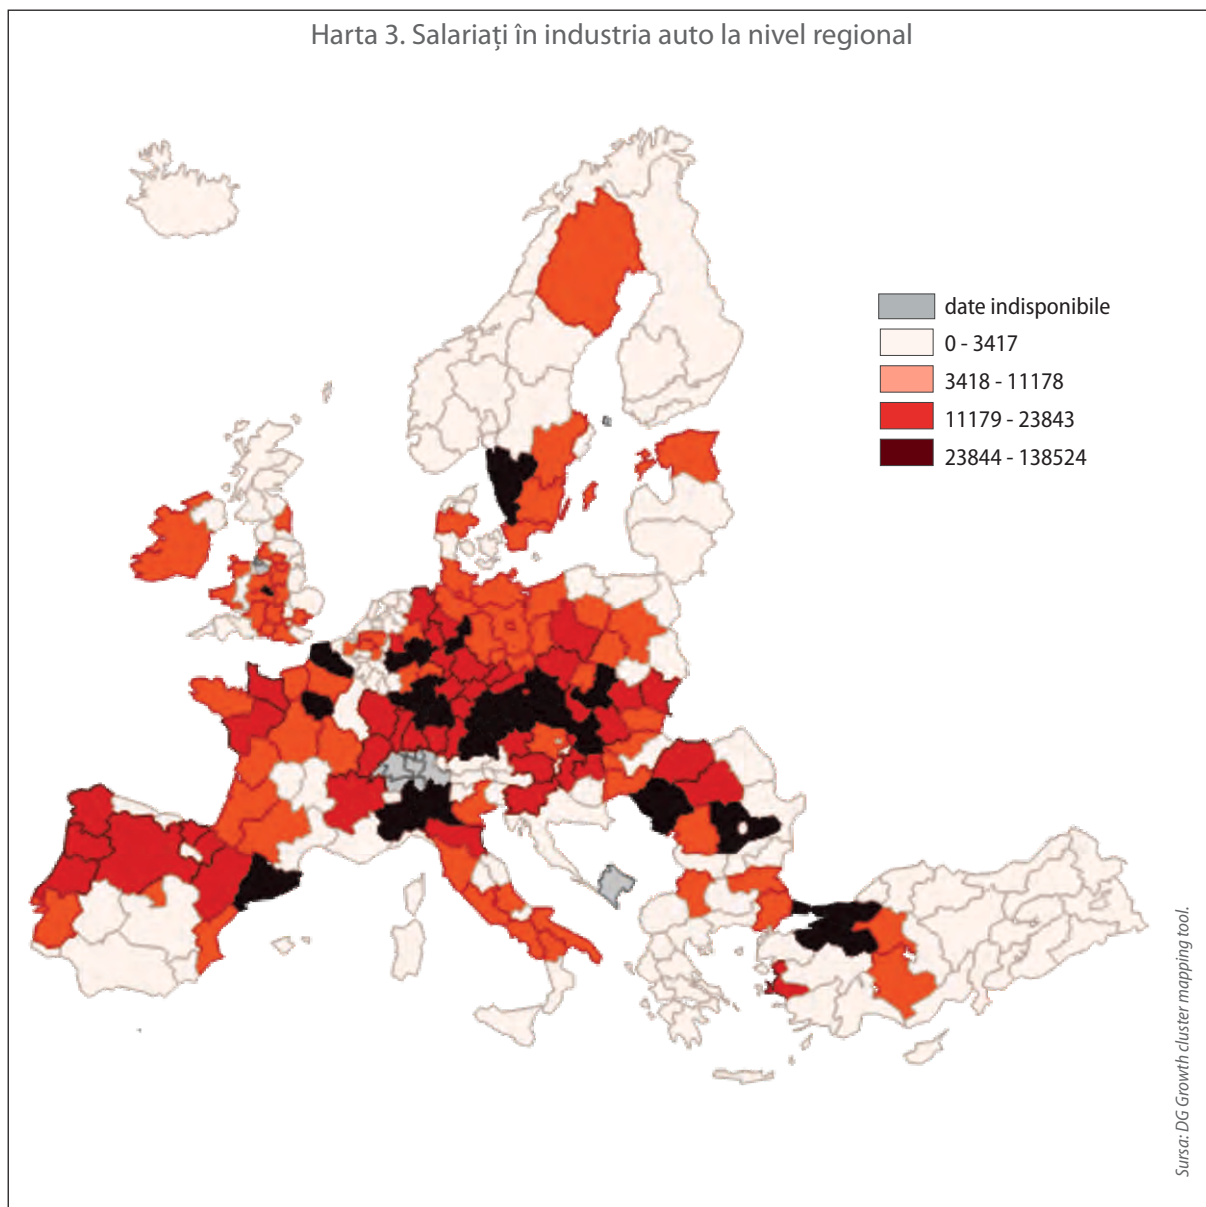 Harta 3. Salariați în industria auto la nivel regional
date indisponibile
0 - 3417
3418 - 11178
11179 - 23843
23844 - 138524
Sursa: DG Growth cluster mapping tool.